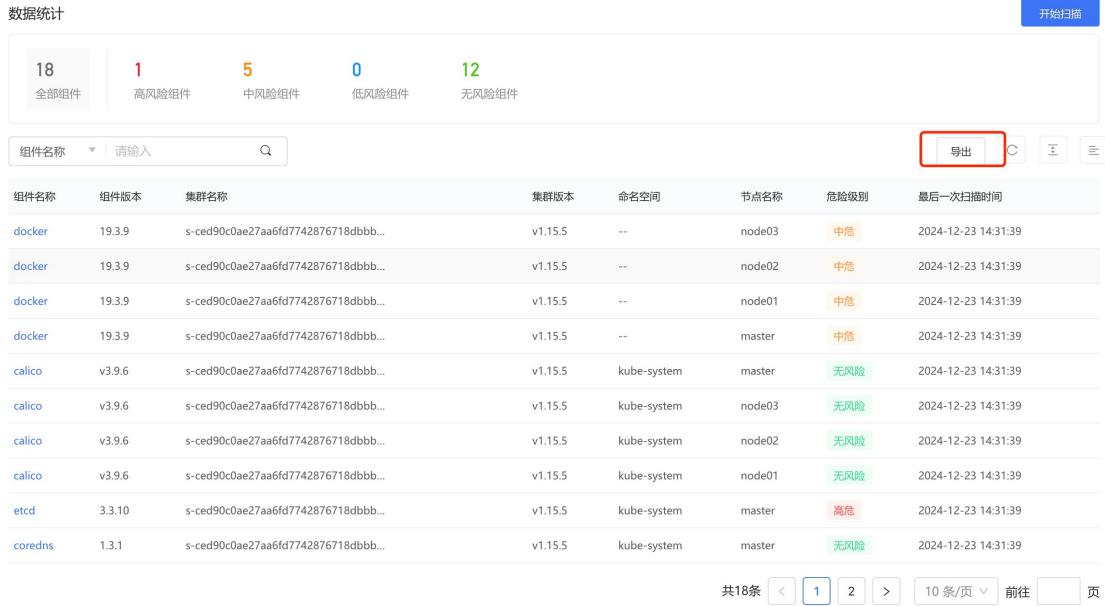 数据统计 开始扫描
18 1 5 0 12
全部组件 高风险组件 中风险组件 低风险组件 无风险组件
组件名称 请输入 导出
组件名称 组件版本 集群名称 集群版本 命名空间 节点名称 危险级别 最后一次扫描时间
docker 19.3.9 s-ced90c0ae27aa6fd7742876718dbbb... v1.15.5 -- node03 中危 2024-12-23 14:31:39
docker 19.3.9 s-ced90c0ae27aa6fd7742876718dbbb... v1.15.5 -- node02 中危 2024-12-23 14:31:39
docker 19.3.9 s-ced90c0ae27aa6fd7742876718dbbb... v1.15.5 -- node01 中危 2024-12-23 14:31:39
docker 19.3.9 s-ced90c0ae27aa6fd7742876718dbbb... v1.15.5 -- master 中危 2024-12-23 14:31:39
calico v3.9.6 s-ced90c0ae27aa6fd7742876718dbbb... v1.15.5 kube-system master 无风险 2024-12-23 14:31:39
calico v3.9.6 s-ced90c0ae27aa6fd7742876718dbbb... v1.15.5 kube-system node03 无风险 2024-12-23 14:31:39
calico v3.9.6 s-ced90c0ae27aa6fd7742876718dbbb... v1.15.5 kube-system node02 无风险 2024-12-23 14:31:39
calico v3.9.6 s-ced90c0ae27aa6fd7742876718dbbb... v1.15.5 kube-system node01 无风险 2024-12-23 14:31:39
etcd 3.3.10 s-ced90c0ae27aa6fd7742876718dbbb... v1.15.5 kube-system master 高危 2024-12-23 14:31:39
coredns 1.3.1 s-ced90c0ae27aa6fd7742876718dbbb... v1.15.5 kube-system master 无风险 2024-12-23 14:31:39
共18条 < 1 2 > 10 条/页 前往 页